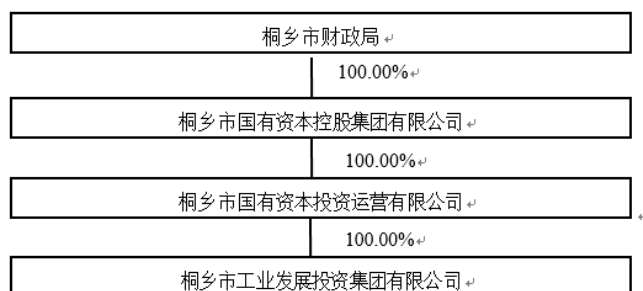 桐乡市财政局
100.00%
桐乡市国有资本控股集团有限公司
100.00%
桐乡市国有资本投资运营有限公司
100.00%
桐乡市工业发展投资集团有限公司